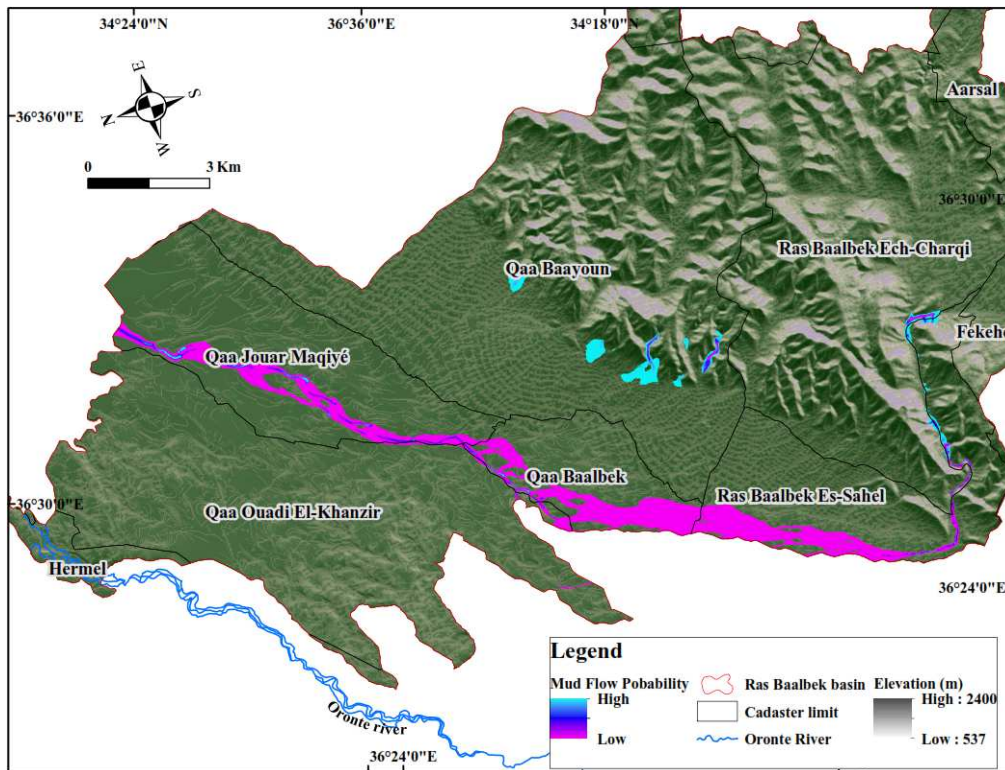 34°24'0"N
36°36'0"E
34°18'0"N
36°36'0"E
E
S
N
W
0 3 Km
Aarsal
36°30'0"E
Ras Baalbek Ech-Charqi
Qaa Baayoun
Fekehe
Qaa Jouar Maqiyé
Qaa Baalbek
Ras Baalbek Es-Sahel
36°30'0"E
Qaa Ouadi El-Khanzir
Hermel
36°24'0"E
Oronte river
36°24'0"E
Legend
Mud Flow Pobability
High
Low
Ras Baalbek basin
Cadaster limit
Oronte River
Elevation (m)
High : 2400
Low : 537